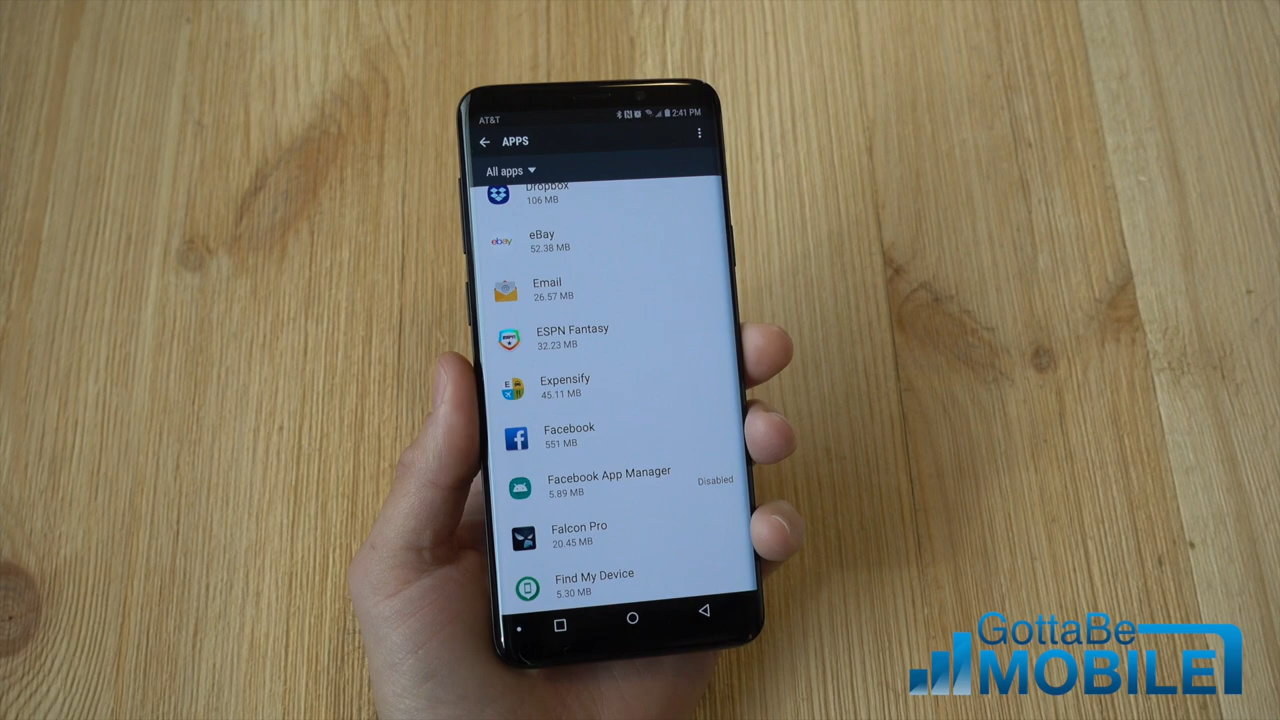 AT&T
2:41 PM
APPS
All apps
Dropbox
106 MB
ebay
eBay
52.38 MB
Email
26.57 MB
ESPN Fantasy
32.23 MB
Expensify
45.11 MB
Facebook
551 MB
Facebook App Manager
5.89 MB
Disabled
Falcon Pro
20.45 MB
Find My Device
5.30 MB
GottaBe
MOBILE